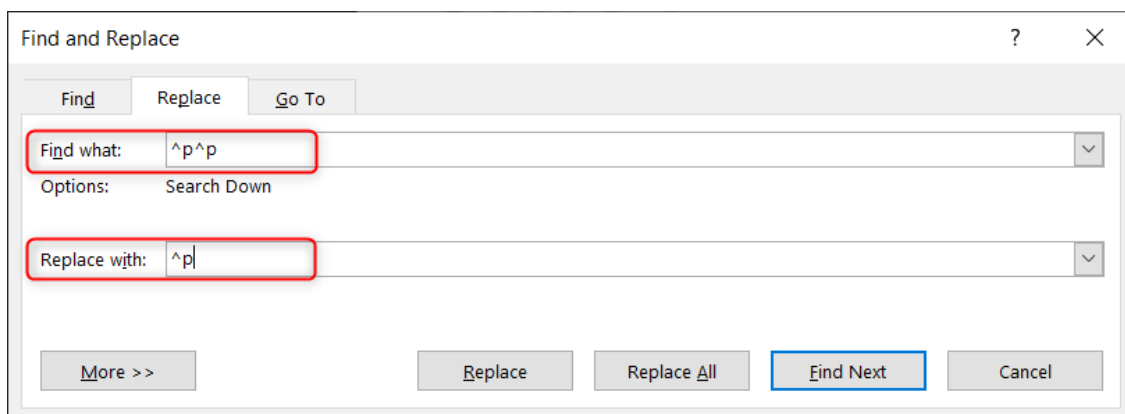 Find and Replace ?
Find Replace Go To
Find what: ^p^p
Options: Search Down
Replace with: ^p
More >> Replace Replace All Find Next Cancel